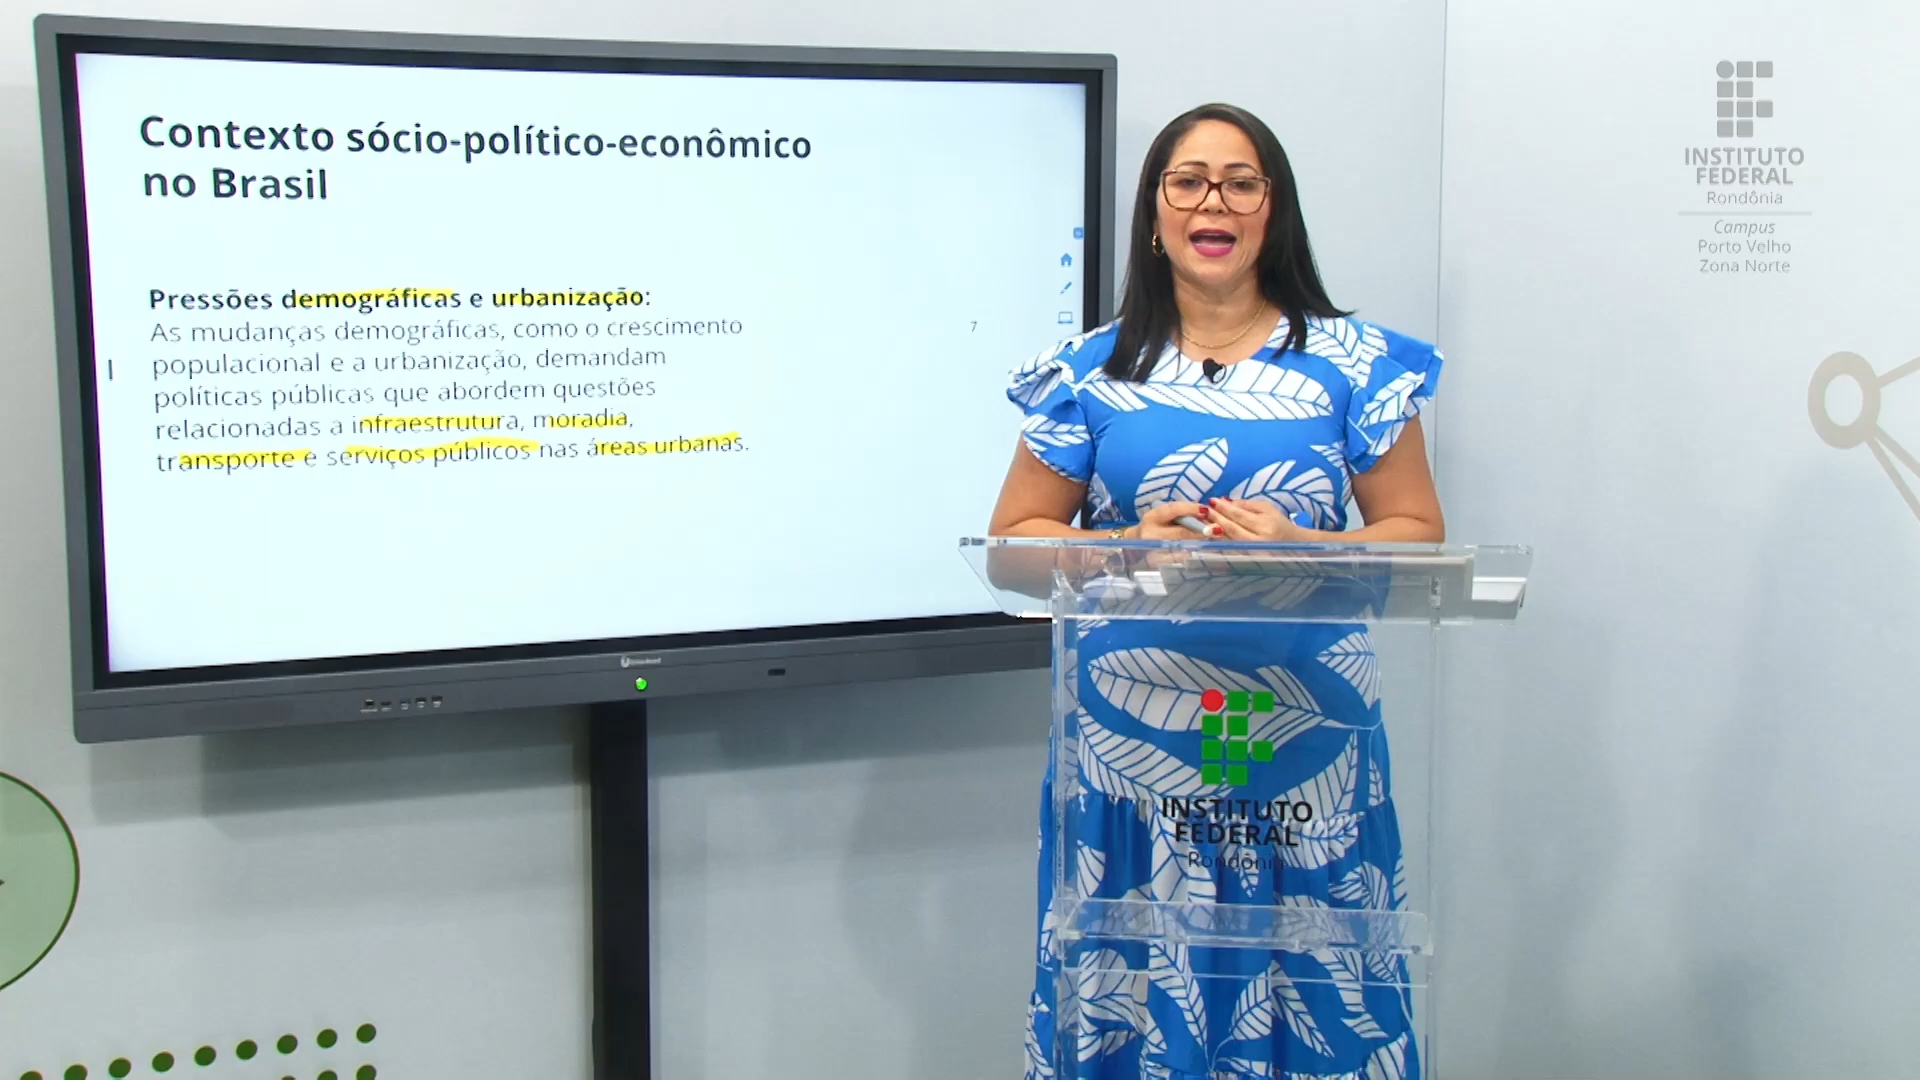 Contexto sócio-político-econômico
no Brasil
Pressões demográficas e urbanização:
As mudanças demográficas, como o crescimento
populacional e a urbanização, demandam
políticas públicas que abordem questões
relacionadas a infraestrutura, moradia,
transporte e serviços públicos nas áreas urbanas.
7
INSTITUTO
FEDERAL
Rondônia
Campus
Porto Velho
Zona Norte
INSTITUTO
FEDERAL
Rondônia